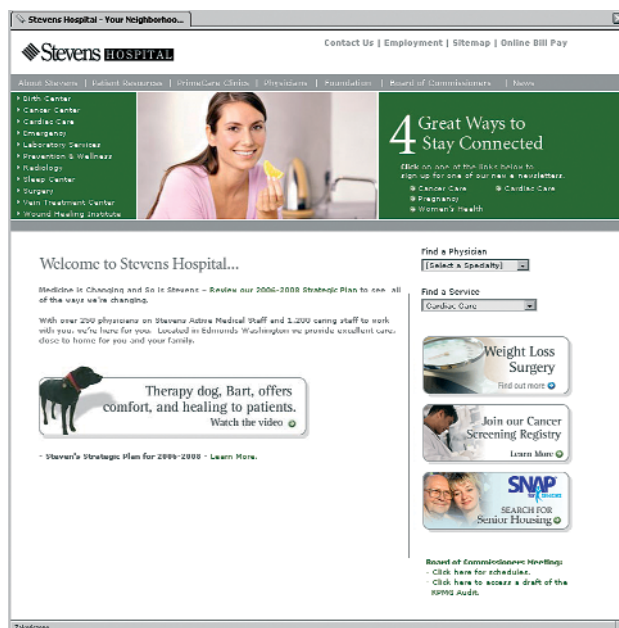 Stevens Hospital - Your Neighborhoo...
Contact Us | Employment | Sitemap | Online Bill Pay
Stevens HOSPITAL
About Stevens | Patient Resources | PrimeCare Clinics | Physicians | Foundation | Board of Commissioners | News
Birth Center
Cancer Center
Cardiac Care
Emergency
Laboratory Services
Prevention & Wellness
Radiology
Sleep Center
Surgery
Vein Treatment Center
Wound Healing Institute
4 Great Ways to
Stay Connected
Click on one of the links below to
sign up for one of our new e newsletters.
Cancer Care
Cardiac Care
Pregnancy
Women's Health
Welcome to Stevens Hospital...
Medicine is Changing and So is Stevens – Review our 2006-2008 Strategic Plan to see all
of the ways we're changing.
With over 250 physicians on Stevens Active Medical Staff and 1,200 caring staff to work
with you, we're here for you. Located in Edmonds Washington we provide excellent care,
close to home for you and your family.
Therapy dog, Bart, offers
comfort, and healing to patients.
Watch the video
- Steven's Strategic Plan for 2006-2008 - Learn More.
Find a Physician
[Select a Specialty]
Find a Service
Cardiac Care
Weight Loss
Surgery
Find out more
Join our Cancer
Screening Registry
Learn More
SNAP
SEARCH FOR
Senior Housing
Board of Commissioners Meeting:
- Click here for schedules.
- Click here to access a draft of the
KPMG Audit.